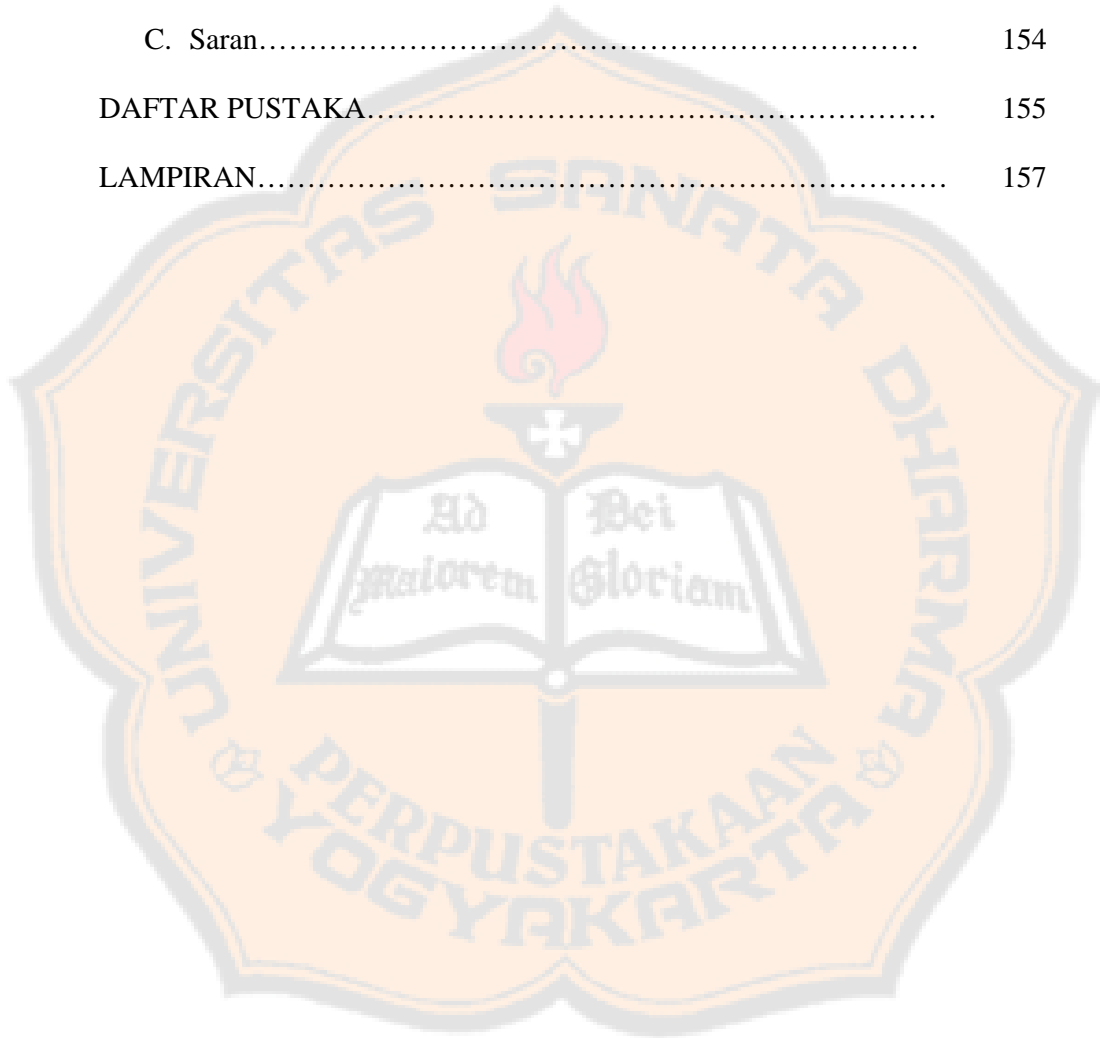 C. Saran………………………………………………………… 154
DAFTAR PUSTAKA………………………………………………… 155
LAMPIRAN…………………………………………………………… 157
UNIVERSITAS SANATA DHARMA
Ad Dei
Maiorem Gloriam
PERPUSTAKAAN
YOGYAKARTA